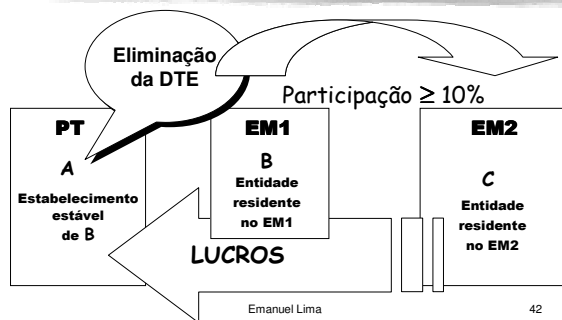 Eliminação
da DTE
Participação ≥ 10%
PT
A
Estabelecimento
estável
de B
EM1
B
Entidade
residente
no EM1
EM2
C
Entidade
residente
no EM2
LUCROS
Emanuel Lima
42